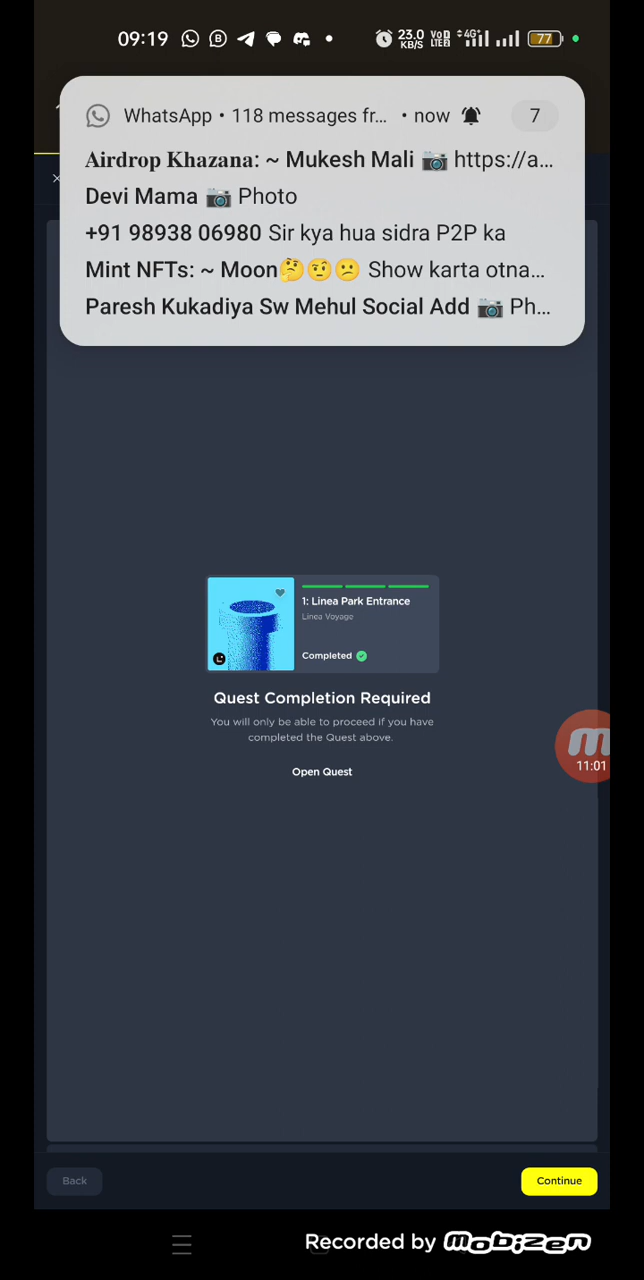 09:19
23.0 KB/S
Vo LTE2
4G+
77
WhatsApp • 118 messages fr... • now
7
𝐀𝐢𝐫𝐝𝐫𝐨𝐩 𝐊𝐡𝐚𝐳𝐚𝐧𝐚: ~ Mukesh Mali 📷 https://a...
Devi Mama 📷 Photo
+91 98938 06980 Sir kya hua sidra P2P ka
Mint NFTs: ~ Moon🤔🤨😕 Show karta otna...
Paresh Kukadiya Sw Mehul Social Add 📷 Ph...
1: Linea Park Entrance
Linea Voyage
Completed
Quest Completion Required
You will only be able to proceed if you have
completed the Quest above.
Open Quest
11:01
Back
Continue
Recorded by mobizen